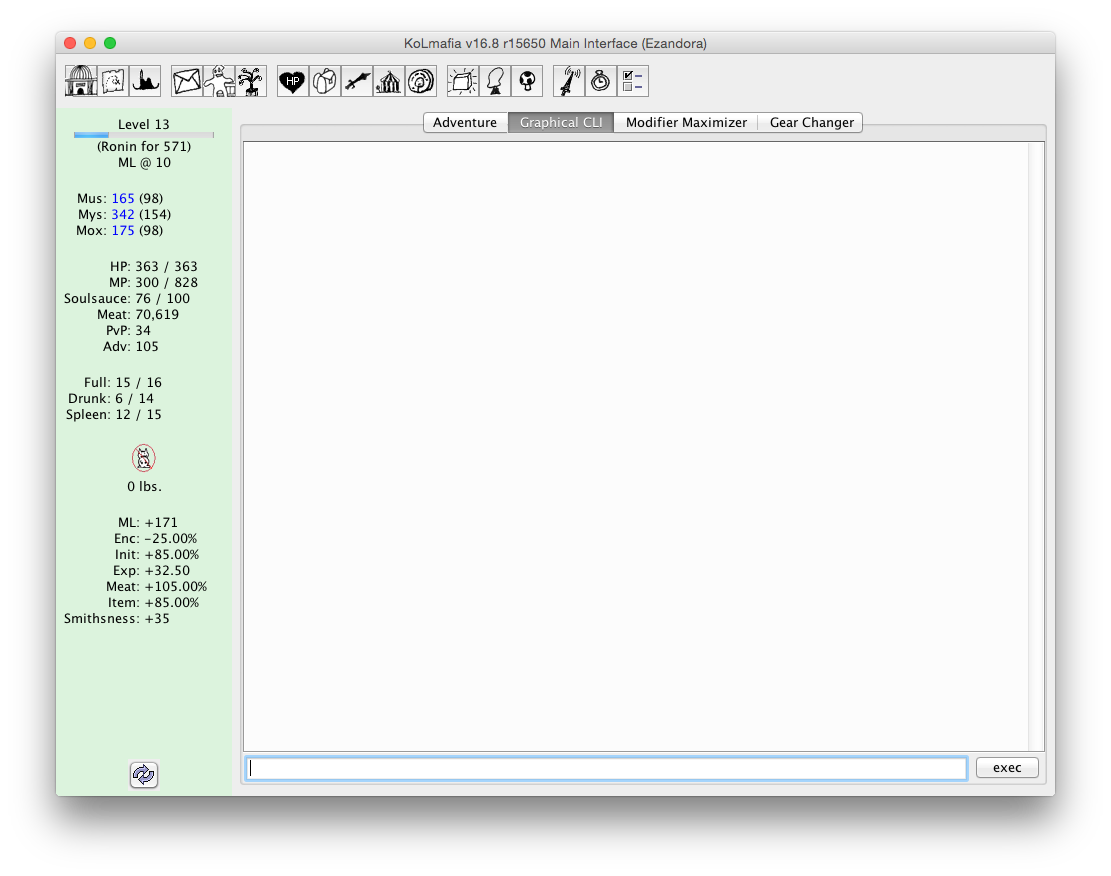 KoLmafia v16.8 r15650 Main Interface (Ezandora)
HP
Level 13
(Ronin for 571)
ML @ 10
Mus: 165 (98)
Mys: 342 (154)
Mox: 175 (98)
HP: 363 / 363
MP: 300 / 828
Soulsauce: 76 / 100
Meat: 70,619
PvP: 34
Adv: 105
Full: 15 / 16
Drunk: 6 / 14
Spleen: 12 / 15
0 lbs.
ML: +171
Enc: -25.00%
Init: +85.00%
Exp: +32.50
Meat: +105.00%
Item: +85.00%
Smithsness: +35
Adventure Graphical CLI Modifier Maximizer Gear Changer
exec